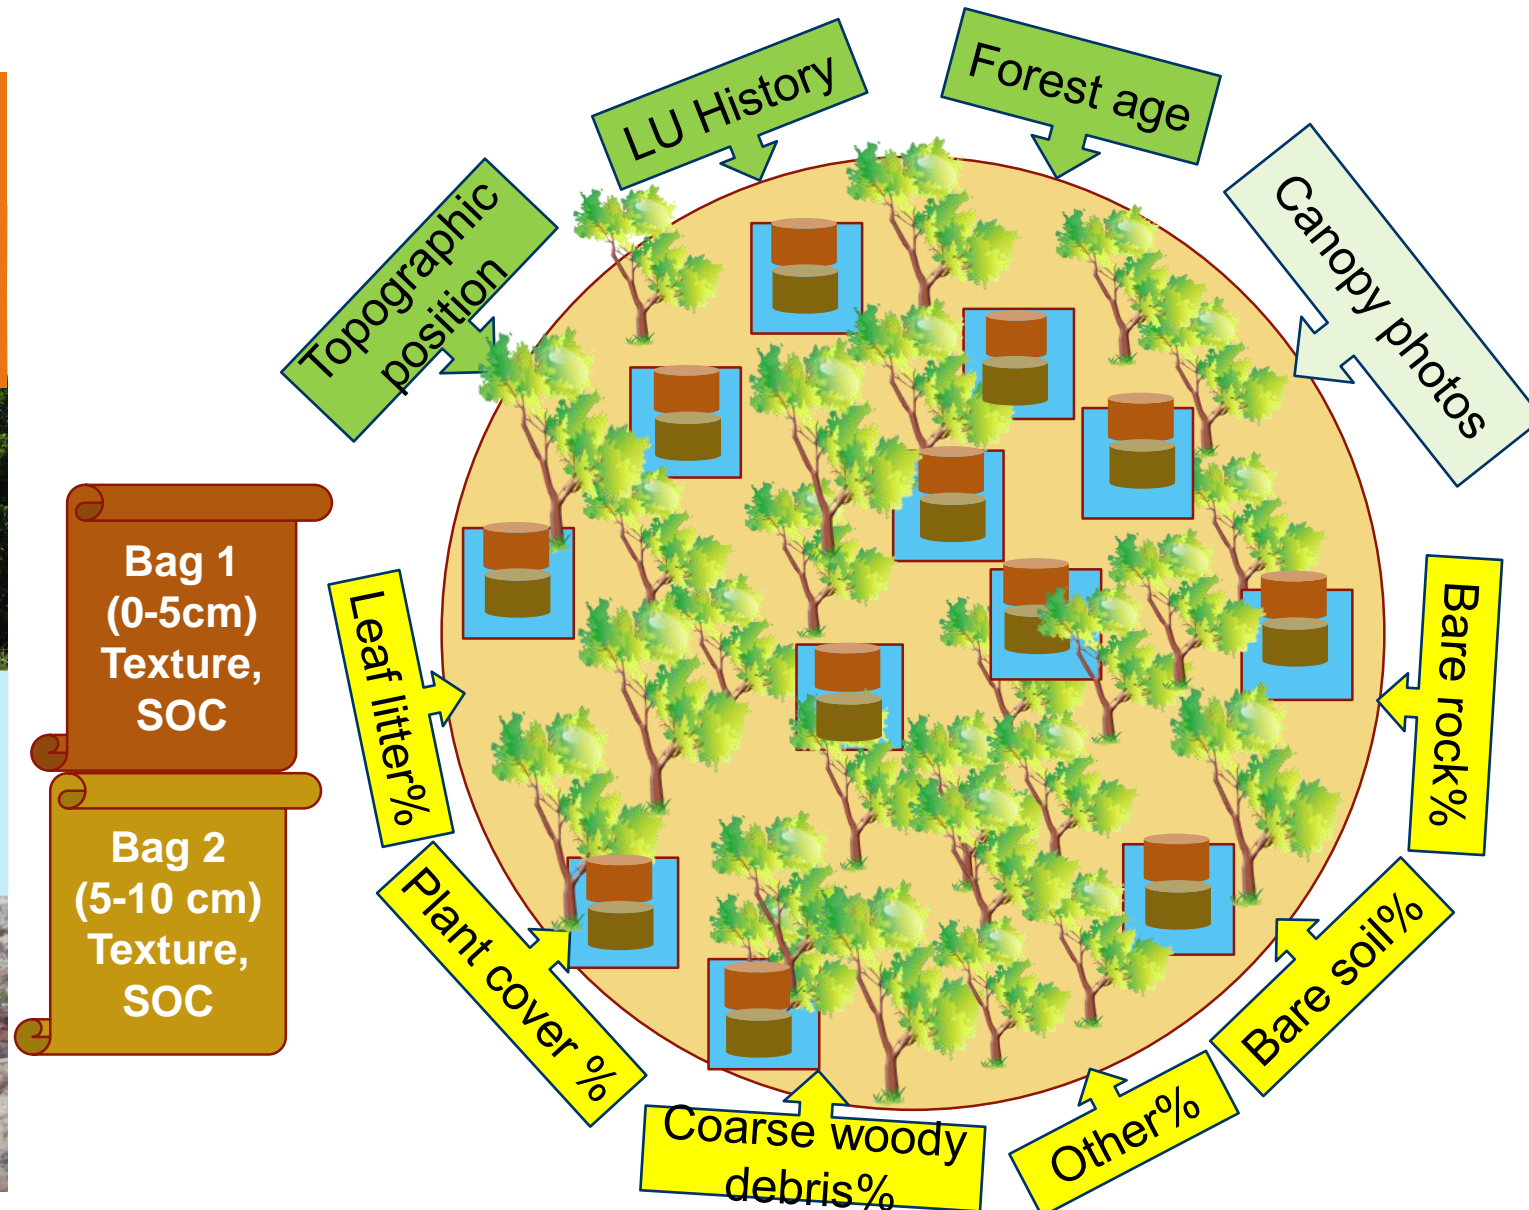 LU History
Forest age
Topographic
position
Canopy photos
Bag 1
(0-5cm)
Texture,
SOC
Bag 2
(5-10 cm)
Texture,
SOC
Leaf litter%
Plant cover %
Coarse woody
debris%
Other%
Bare soil%
Bare rock%